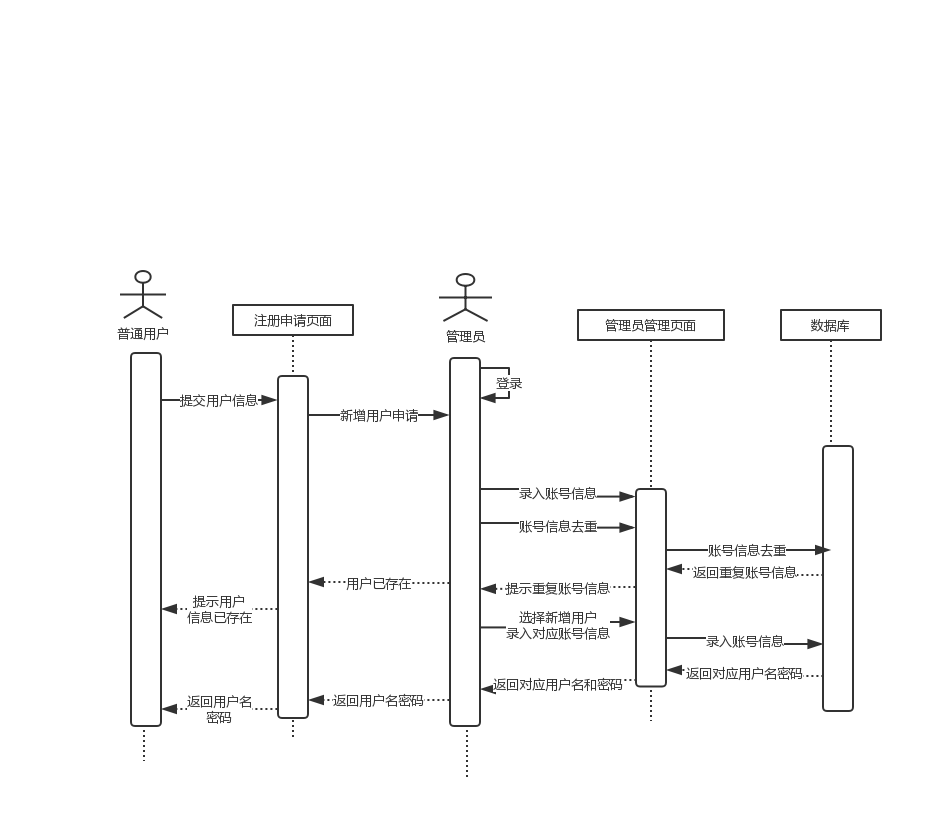 普通用户
注册申请页面
管理员
管理员管理页面
数据库
登录
提交用户信息
新增用户申请
录入账号信息
账号信息去重
账号信息去重
返回重复账号信息
用户已存在
提示重复账号信息
提示用户
信息已存在
选择新增用户
录入对应账号信息
录入账号信息
返回对应用户名密码
返回对应用户名和密码
返回用户名密码
返回用户名
密码